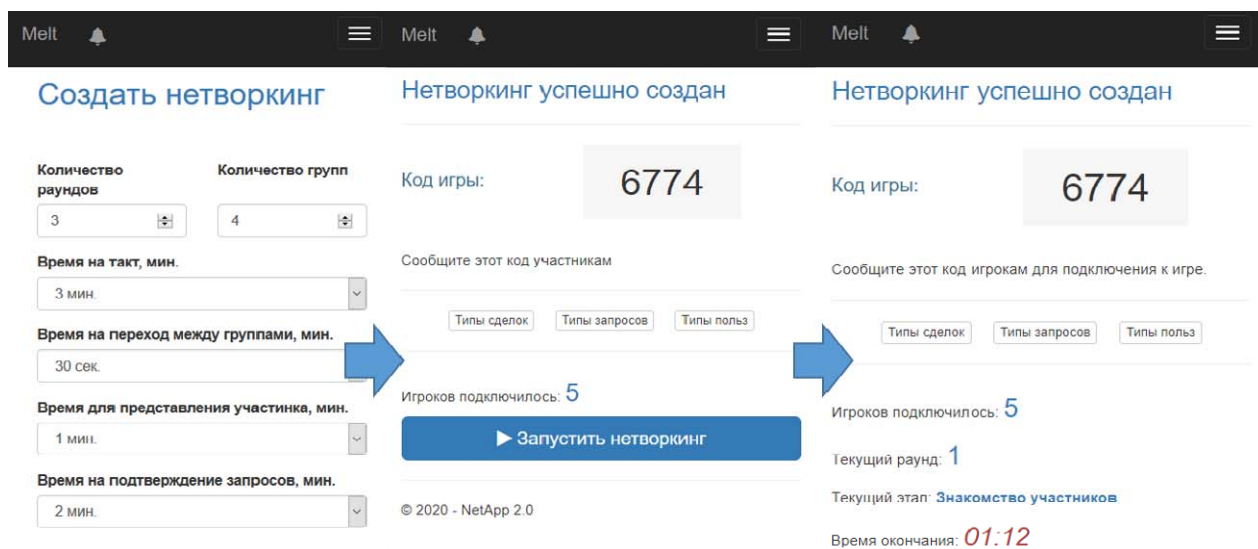 Melt
Создать нетворкинг
Количество раундов
Количество групп
3
4
Время на такт, мин.
3 мин.
Время на переход между группами, мин.
30 сек.
Время для представления участинка, мин.
1 мин.
Время на подтверждение запросов, мин.
2 мин.
Melt
Нетворкинг успешно создан
Код игры:
6774
Сообщите этот код участникам
Типы сделок
Типы запросов
Типы польз
Игроков подключилось: 5
Запустить нетворкинг
© 2020 - NetApp 2.0
Melt
Нетворкинг успешно создан
Код игры:
6774
Сообщите этот код игрокам для подключения к игре.
Типы сделок
Типы запросов
Типы польз
Игроков подключилось: 5
Текущий раунд: 1
Текущий этап: Знакомство участников
Время окончания: 01:12